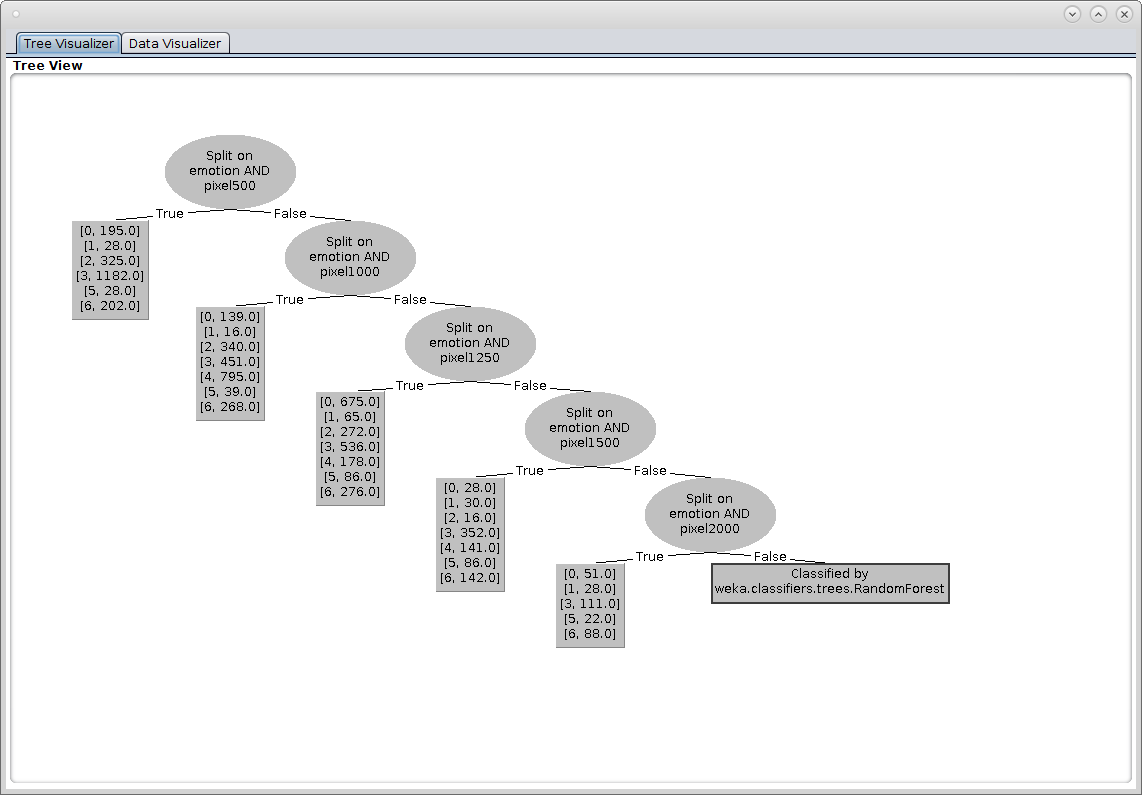 Tree Visualizer
Data Visualizer
Tree View
Split on
emotion AND
pixel500
True
False
[0, 195.0]
[1, 28.0]
[2, 325.0]
[3, 1182.0]
[5, 28.0]
[6, 202.0]
Split on
emotion AND
pixel1000
True
False
[0, 139.0]
[1, 16.0]
[2, 340.0]
[3, 451.0]
[4, 795.0]
[5, 39.0]
[6, 268.0]
Split on
emotion AND
pixel1250
True
False
[0, 675.0]
[1, 65.0]
[2, 272.0]
[3, 536.0]
[4, 178.0]
[5, 86.0]
[6, 276.0]
Split on
emotion AND
pixel1500
True
False
[0, 28.0]
[1, 30.0]
[2, 16.0]
[3, 352.0]
[4, 141.0]
[5, 86.0]
[6, 142.0]
Split on
emotion AND
pixel2000
True
False
[0, 51.0]
[1, 28.0]
[3, 111.0]
[5, 22.0]
[6, 88.0]
Classified by
weka.classifiers.trees.RandomForest